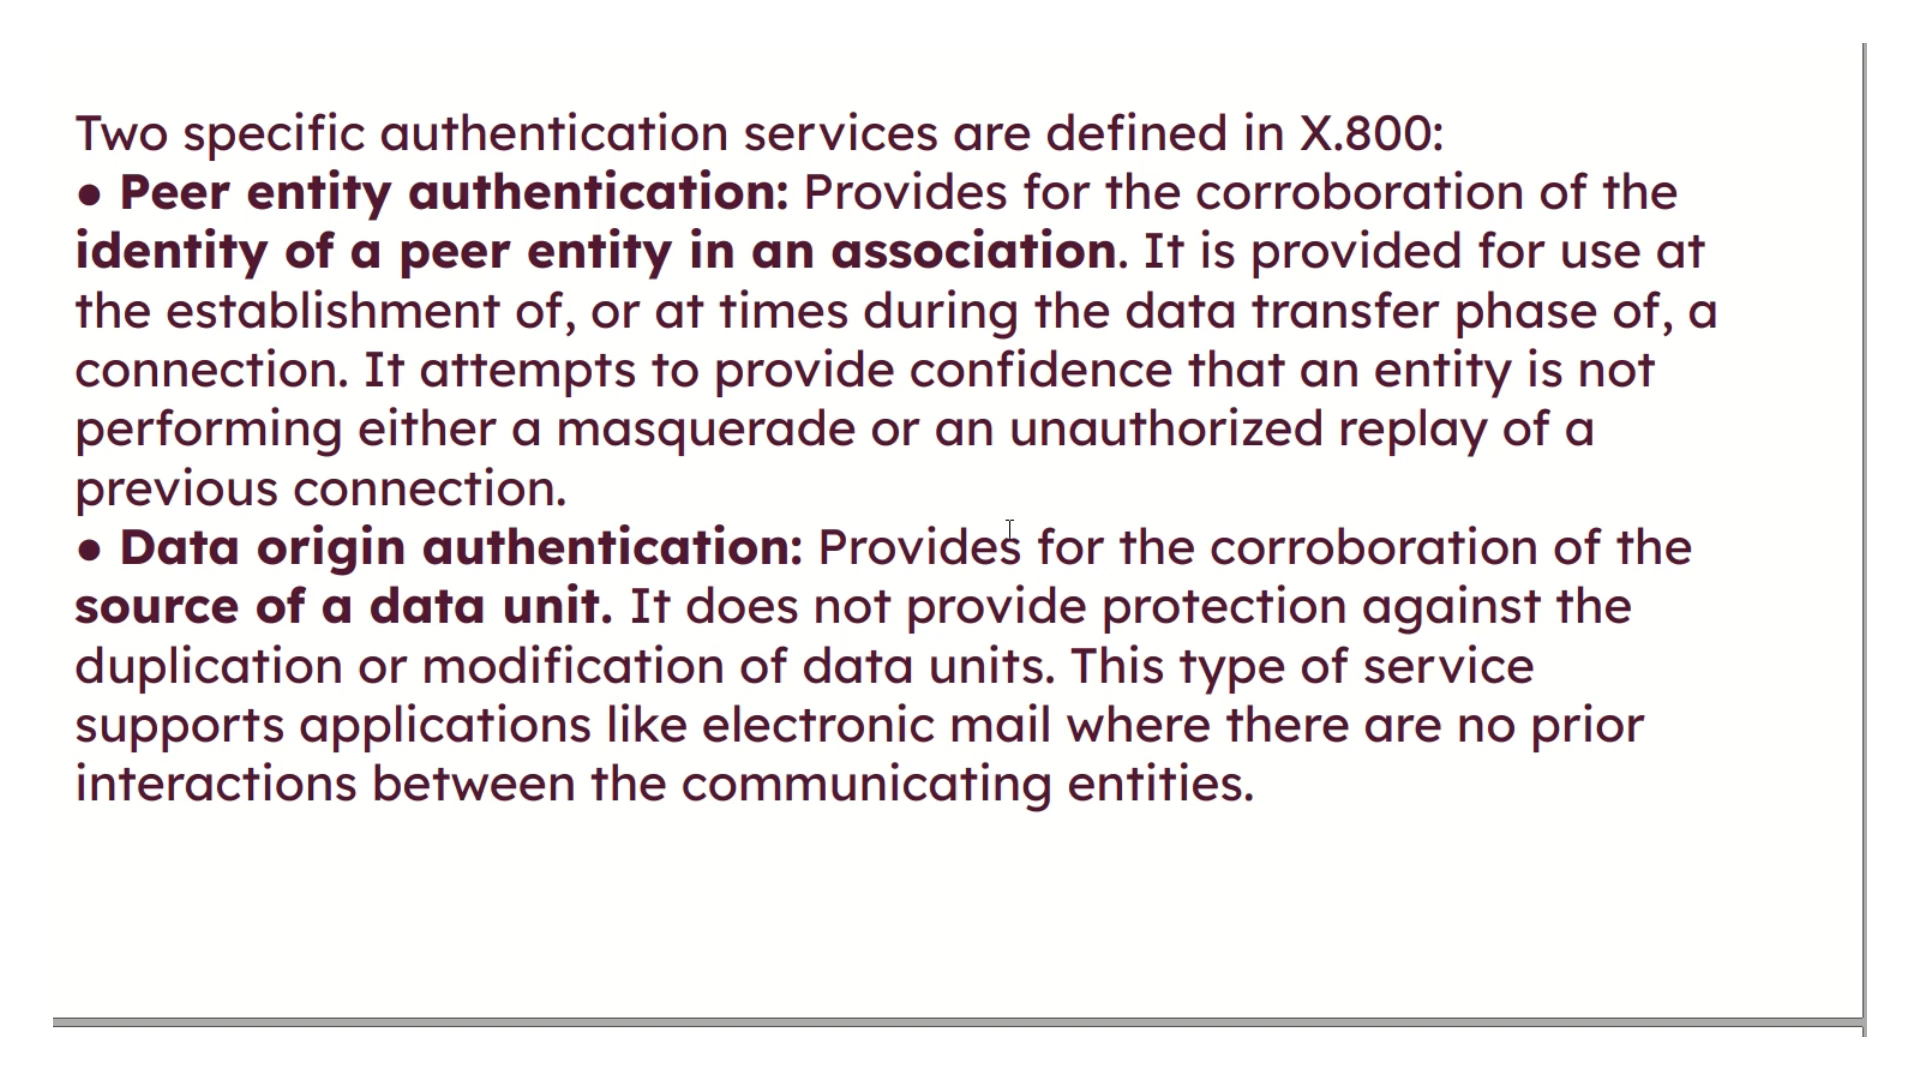 Two specific authentication services are defined in X.800:
● Peer entity authentication: Provides for the corroboration of the
identity of a peer entity in an association. It is provided for use at
the establishment of, or at times during the data transfer phase of, a
connection. It attempts to provide confidence that an entity is not
performing either a masquerade or an unauthorized replay of a
previous connection.
● Data origin authentication: Provides for the corroboration of the
source of a data unit. It does not provide protection against the
duplication or modification of data units. This type of service
supports applications like electronic mail where there are no prior
interactions between the communicating entities.